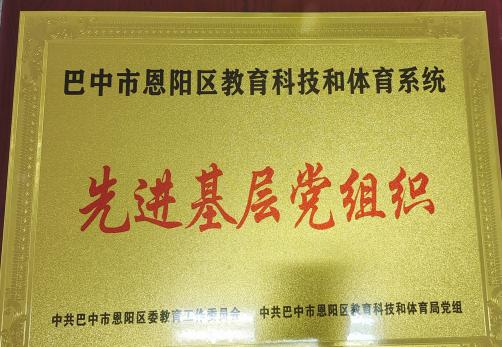 巴中市恩阳区教育科技和体育系统
先进基层党组织
中共巴中市恩阳区委教育工作委员会 中共巴中市恩阳区教育科技和体育局党组